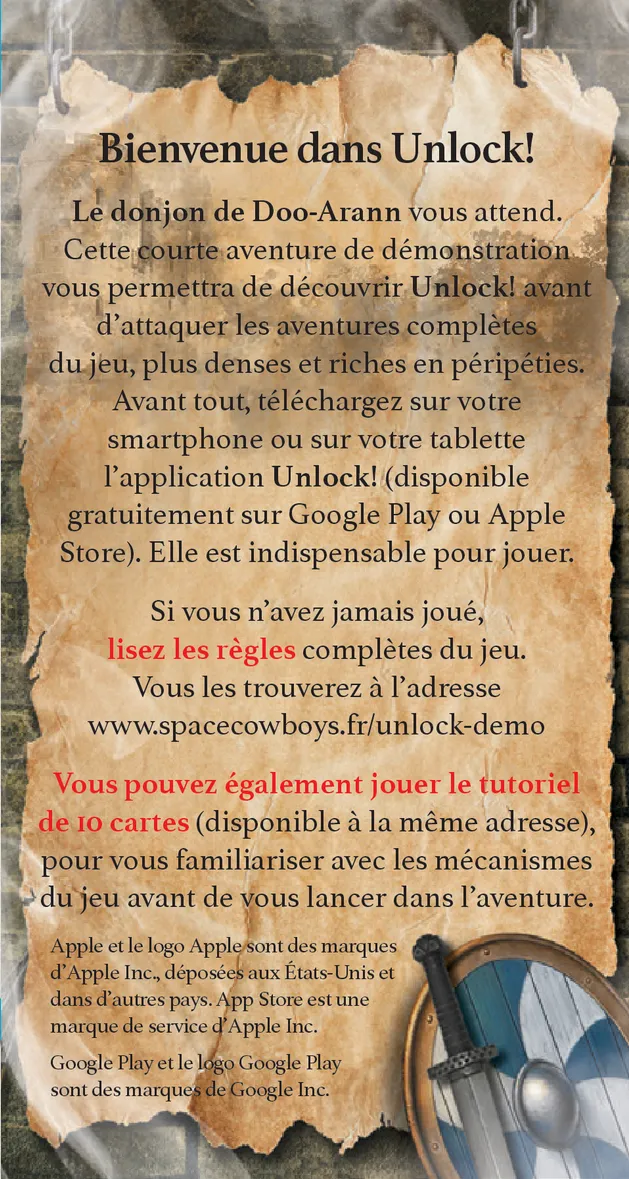 Bienvenue dans Unlock!
Le donjon de Doo-Arann vous attend.
Cette courte aventure de démonstration
vous permettra de découvrir Unlock! avant
d’attaquer les aventures complètes
du jeu, plus denses et riches en péripéties.
Avant tout, téléchargez sur votre
smartphone ou sur votre tablette
l’application Unlock! (disponible
gratuitement sur Google Play ou Apple
Store). Elle est indispensable pour jouer.
Si vous n’avez jamais joué,
lisez les règles complètes du jeu.
Vous les trouverez à l’adresse
www.spacecowboys.fr/unlock-demo
Vous pouvez également jouer le tutoriel
de 10 cartes (disponible à la même adresse),
pour vous familiariser avec les mécanismes
du jeu avant de vous lancer dans l’aventure.
Apple et le logo Apple sont des marques
d’Apple Inc., déposées aux États-Unis et
dans d’autres pays. App Store est une
marque de service d’Apple Inc.
Google Play et le logo Google Play
sont des marques de Google Inc.